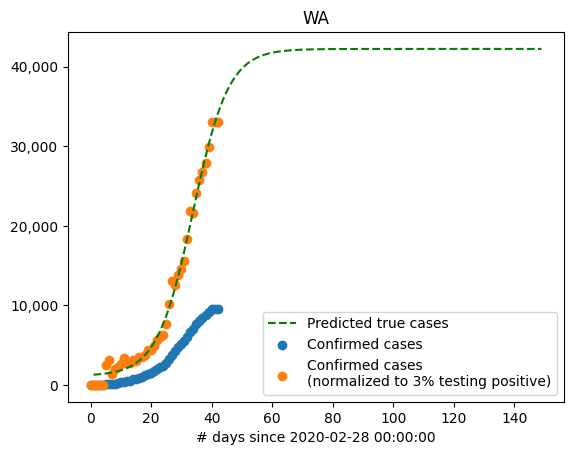 WA
40,000
30,000
20,000
10,000
0
0 20 40 60 80 100 120 140
# days since 2020-02-28 00:00:00
Predicted true cases
Confirmed cases
Confirmed cases
(normalized to 3% testing positive)